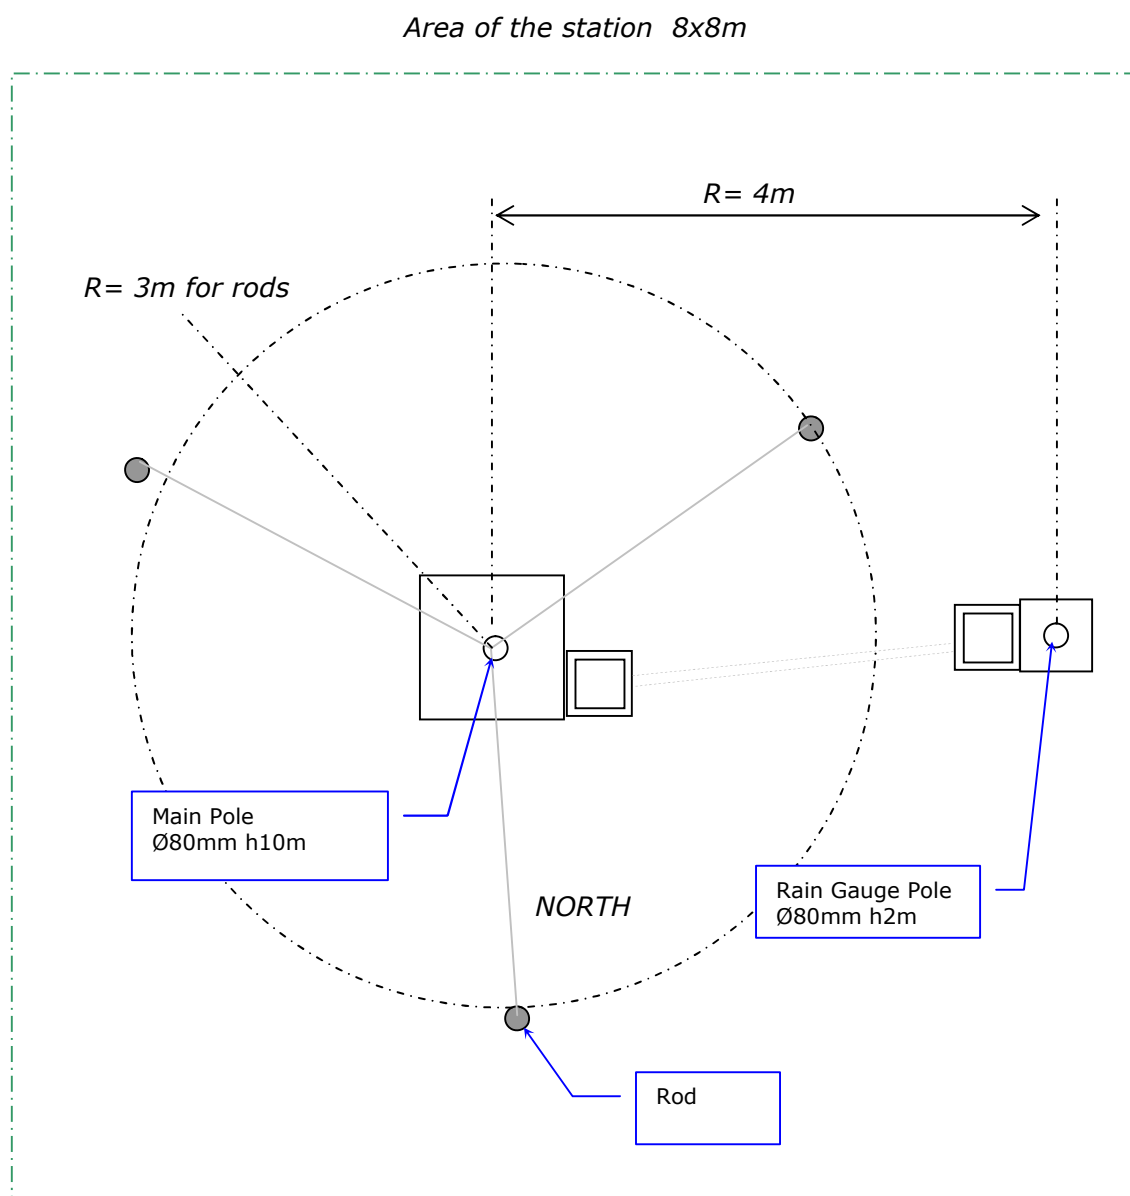 Area of the station  8x8m
R= 4m
R= 3m for rods
Main Pole
Ø80mm h10m
Rain Gauge Pole
Ø80mm h2m
NORTH
Rod